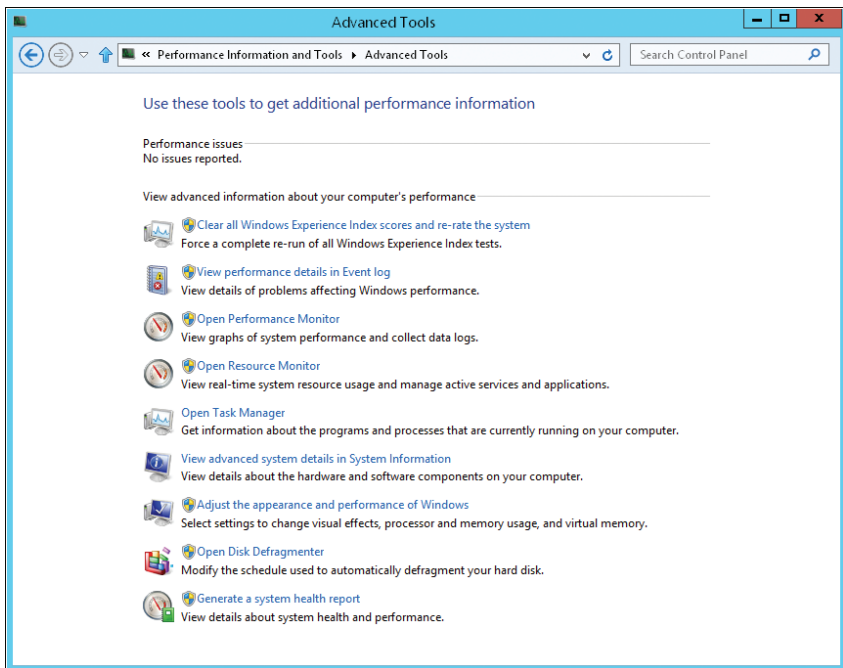 Advanced Tools
« Performance Information and Tools ▸ Advanced Tools
Search Control Panel
Use these tools to get additional performance information
Performance issues
No issues reported.
View advanced information about your computer's performance
Clear all Windows Experience Index scores and re-rate the system
Force a complete re-run of all Windows Experience Index tests.
View performance details in Event log
View details of problems affecting Windows performance.
Open Performance Monitor
View graphs of system performance and collect data logs.
Open Resource Monitor
View real-time system resource usage and manage active services and applications.
Open Task Manager
Get information about the programs and processes that are currently running on your computer.
View advanced system details in System Information
View details about the hardware and software components on your computer.
Adjust the appearance and performance of Windows
Select settings to change visual effects, processor and memory usage, and virtual memory.
Open Disk Defragmenter
Modify the schedule used to automatically defragment your hard disk.
Generate a system health report
View details about system health and performance.